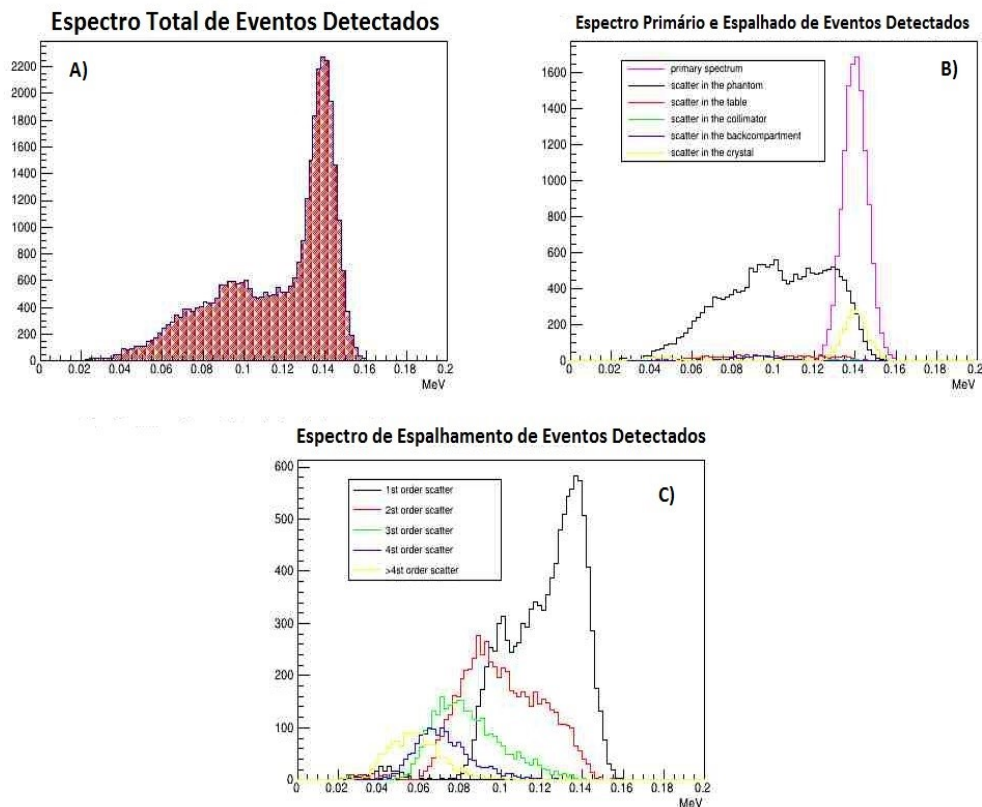 Espectro Total de Eventos Detectados
A)
2200
2000
1800
1600
1400
1200
1000
800
600
400
200
0
0 0.02 0.04 0.06 0.08 0.1 0.12 0.14 0.16 0.18 0.2
MeV
Espectro Primário e Espalhado de Eventos Detectados
B)
primary spectrum
scatter in the phantom
scatter in the table
scatter in the collimator
scatter in the backcompartment
scatter in the crystal
1600
1400
1200
1000
800
600
400
200
0
0 0.02 0.04 0.06 0.08 0.1 0.12 0.14 0.16 0.18 0.2
MeV
Espectro de Espalhamento de Eventos Detectados
C)
1st order scatter
2st order scatter
3st order scatter
4st order scatter
>4st order scatter
600
500
400
300
200
100
0
0 0.02 0.04 0.06 0.08 0.1 0.12 0.14 0.16 0.18 0.2
MeV